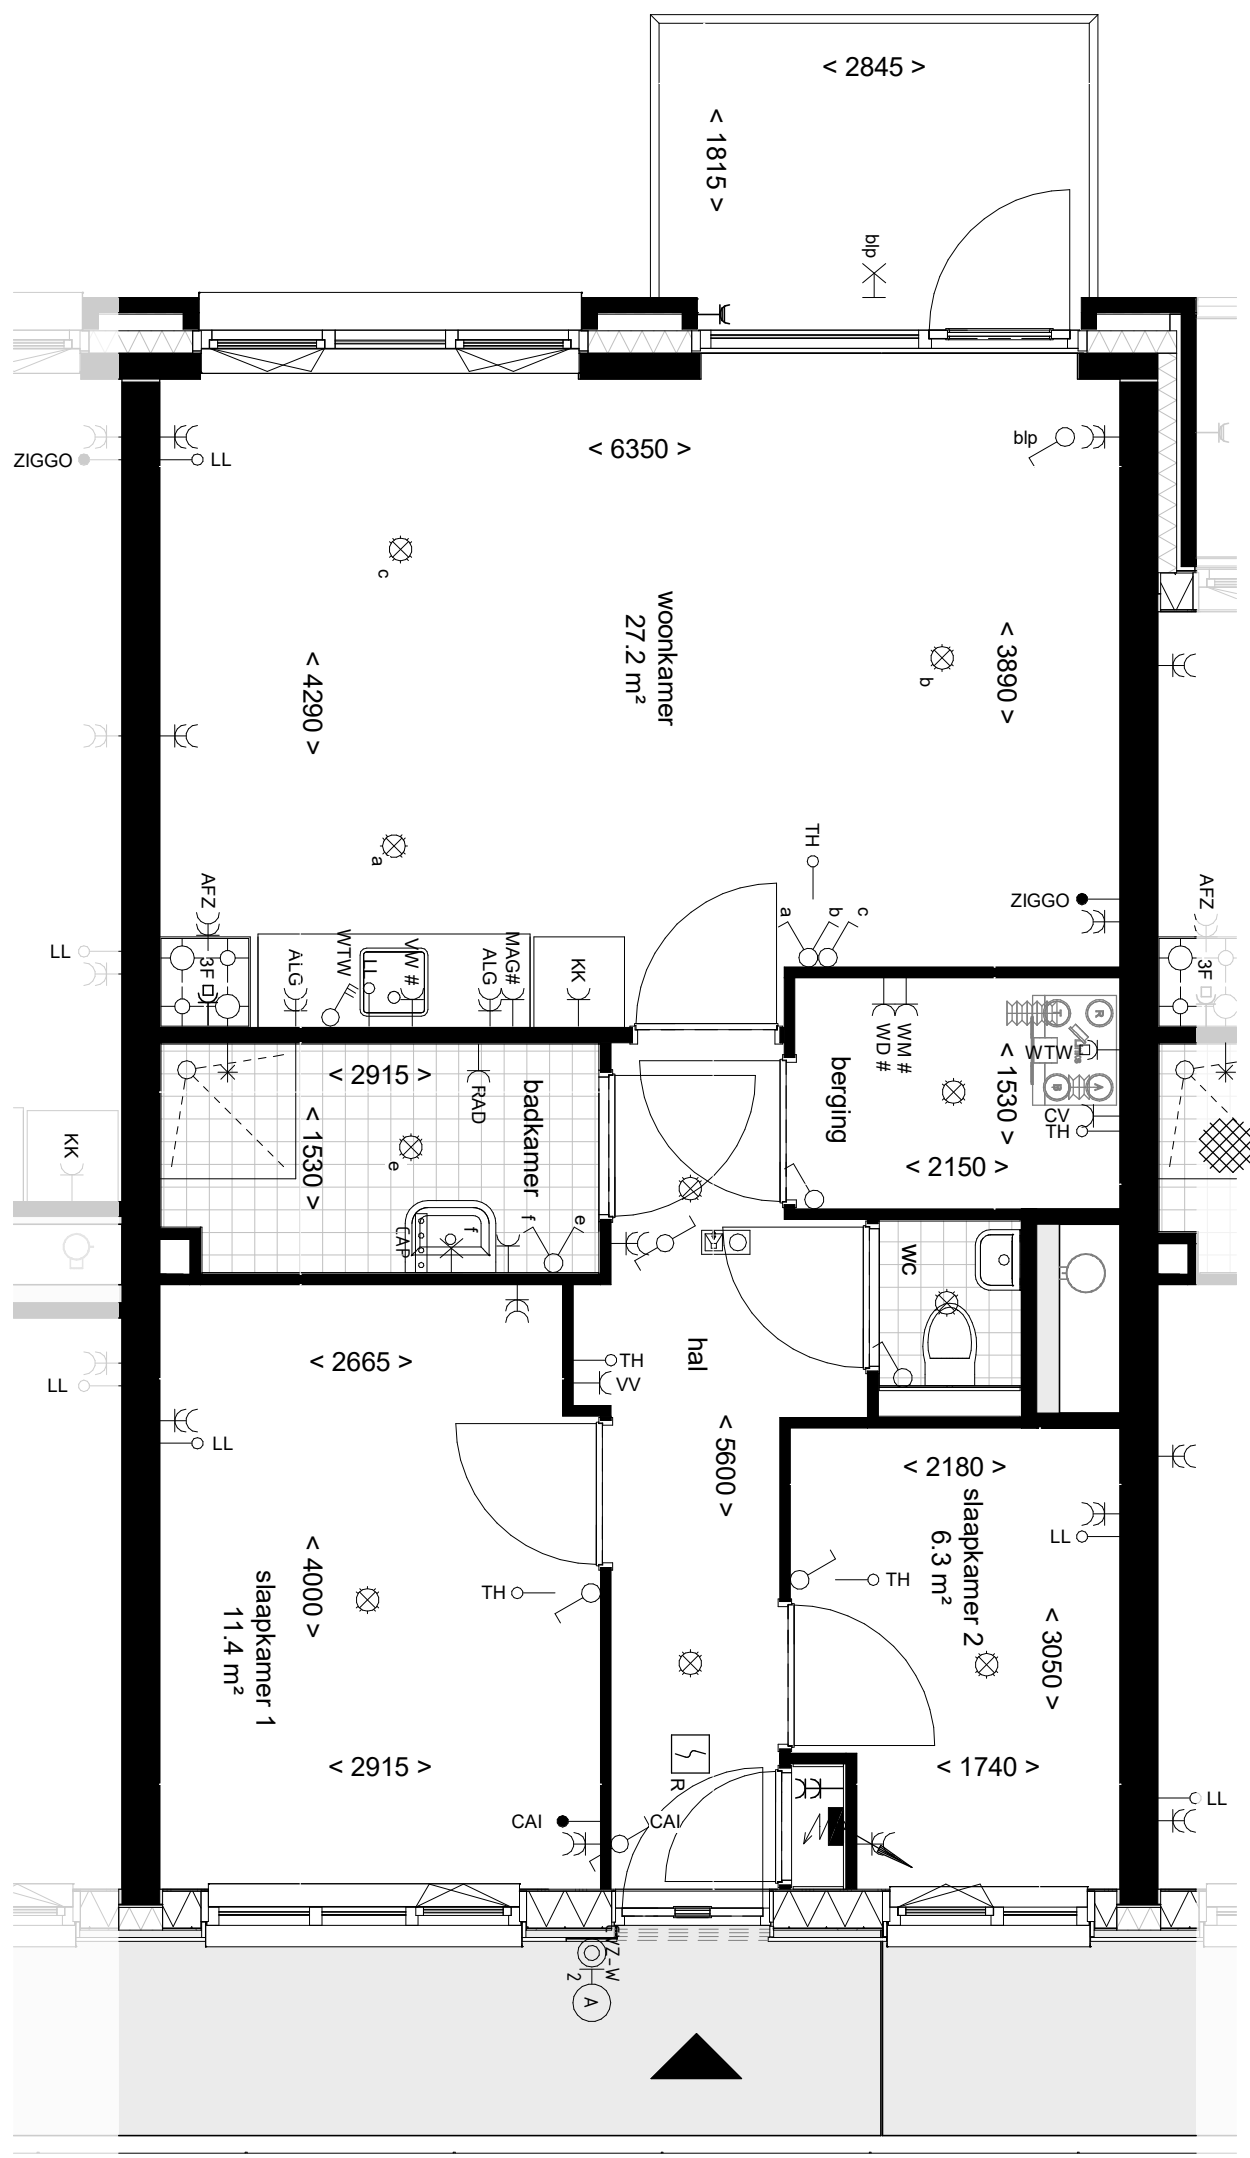 < 2845 >
< 1815 >
blp
ZIGGO
LL
< 6350 >
blp
c
woonkamer
27.2 m²
b
< 3890 >
< 4290 >
a
TH
a
b
c
ZIGGO
AFZ
AFZ
LL
3F
ALG
WTW
LL
VW #
ALG
MAG#
KK
3F
WD #
WM #
T
R
WTW
B
A
CV
TH
< 1530 >
berging
< 2150 >
< 2915 >
RAD
badkamer
< 1530 >
e
CAP
f
f
e
KK
wc
hal
< 2665 >
TH
VV
LL
LL
< 5600 >
< 2180 >
slaapkamer 2
6.3 m²
LL
TH
TH
< 4000 >
slaapkamer 1
11.4 m²
< 3050 >
< 2915 >
< 1740 >
R
CAI
CAI
LL
YZ-W
2
A